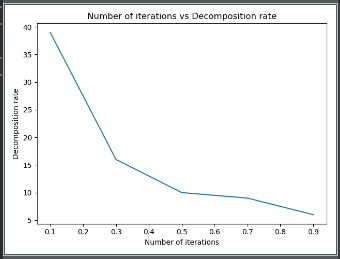 Number of iterations vs Decomposition rate
40
35
30
25
20
15
10
5
Decomposition rate
0.1 0.2 0.3 0.4 0.5 0.6 0.7 0.8 0.9
Number of iterations